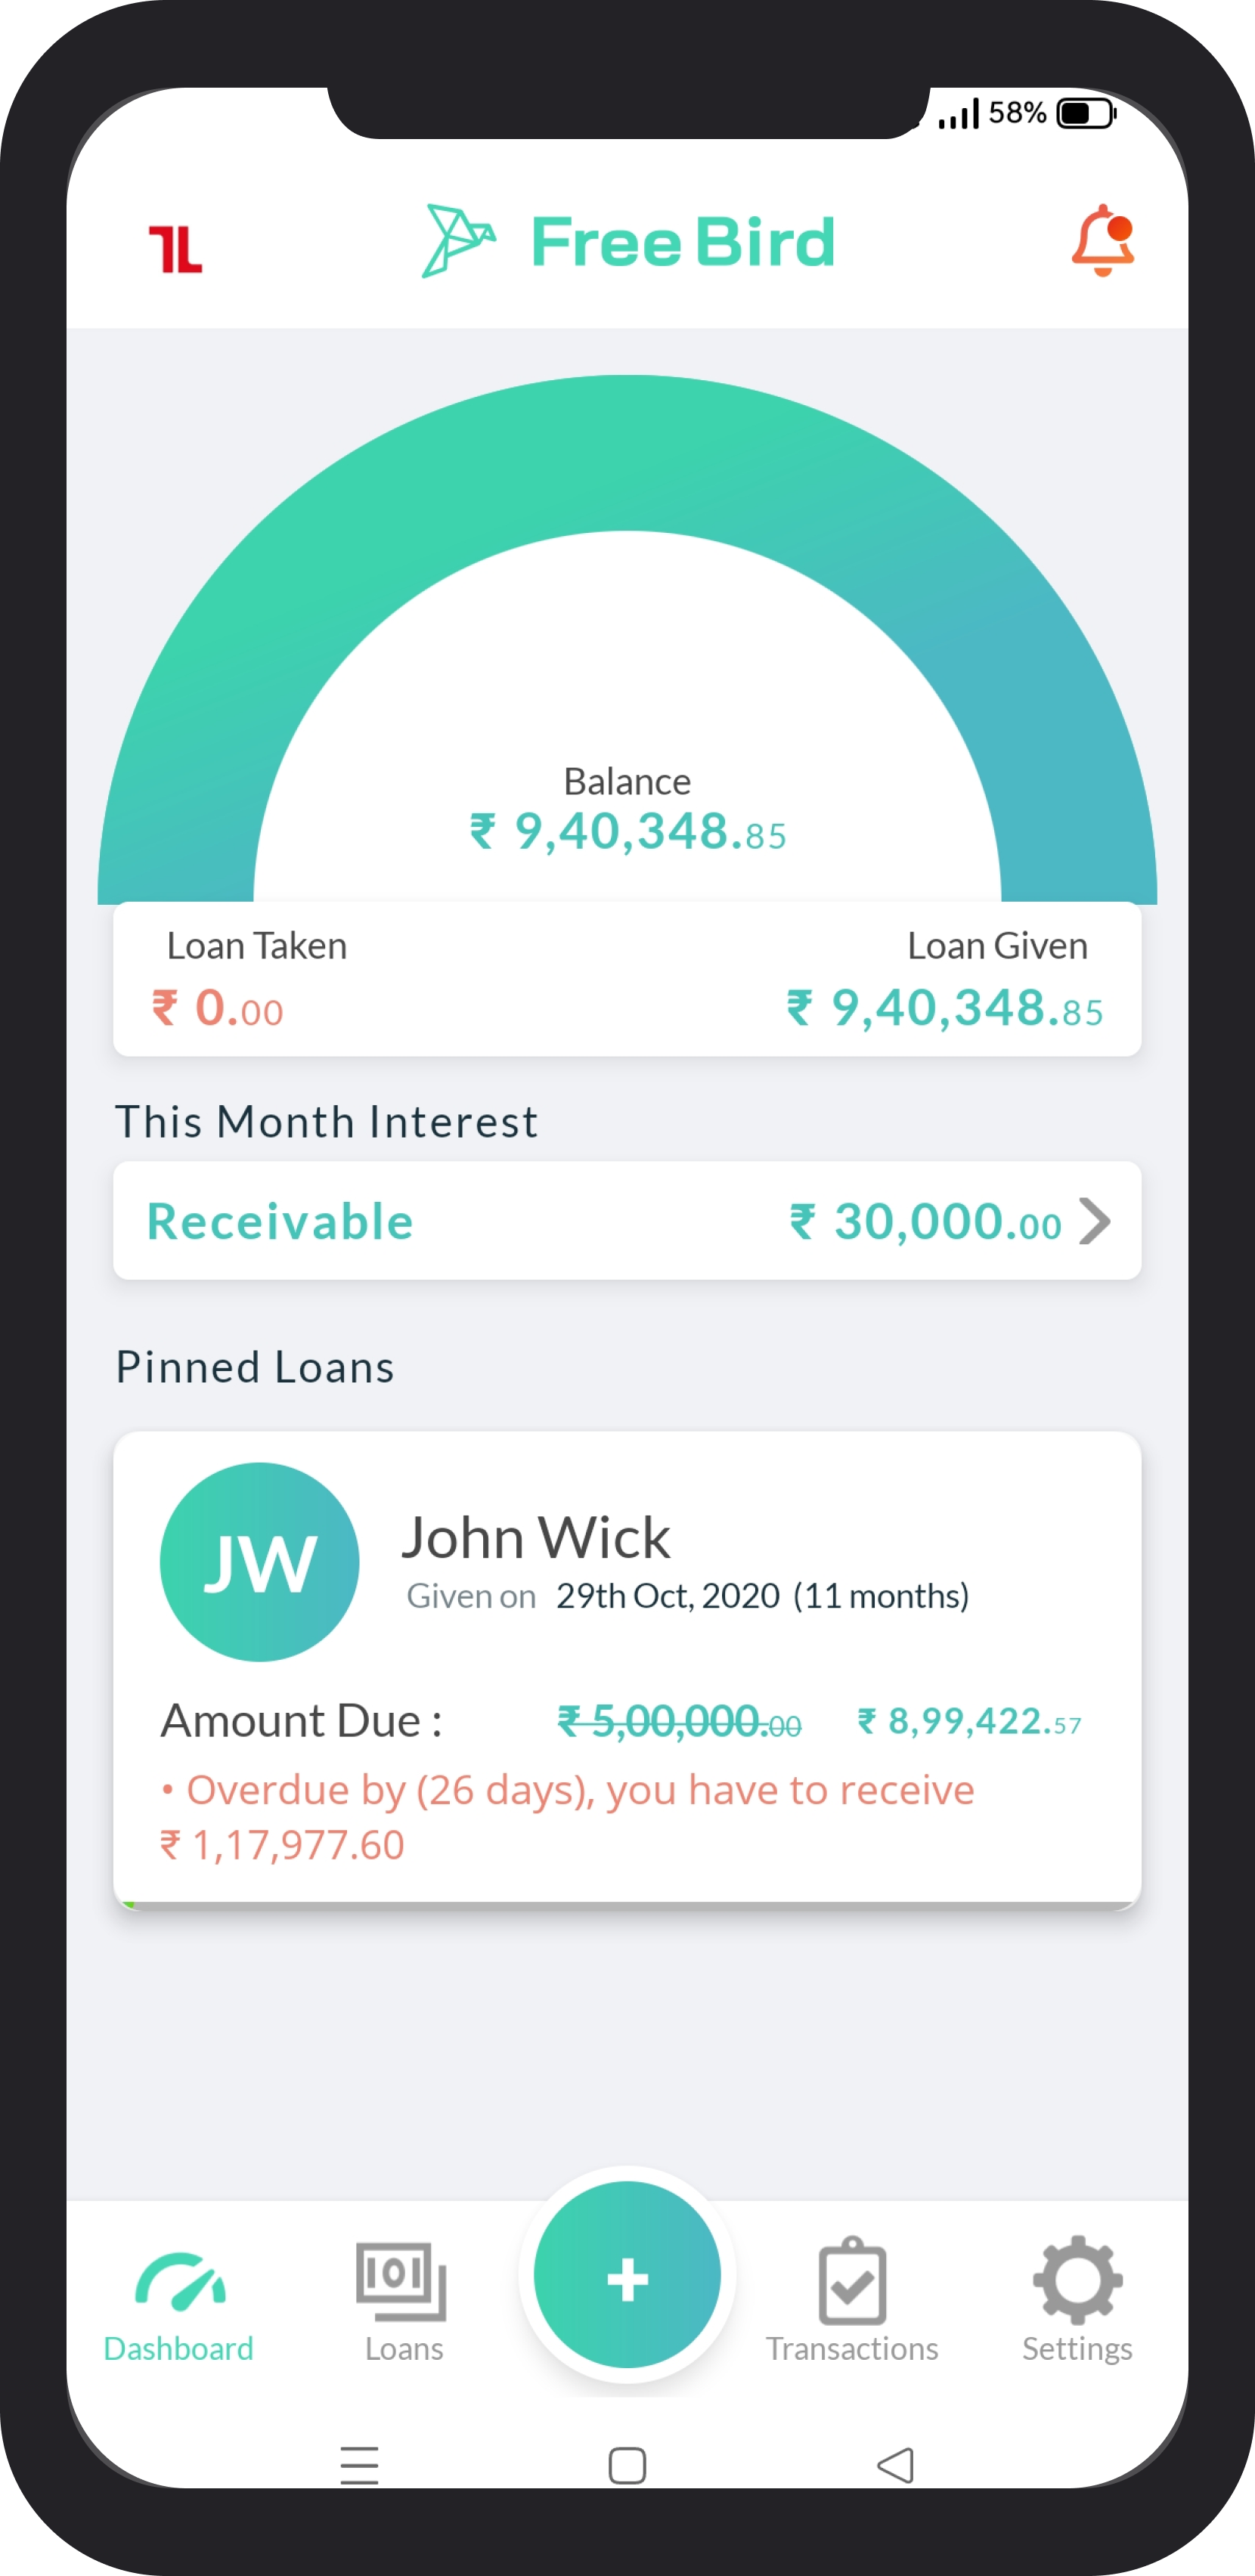 58%
1L
Free Bird
Balance
₹ 9,40,348.85
Loan Taken Loan Given
₹ 0.00 ₹ 9,40,348.85
This Month Interest
Receivable ₹ 30,000.00
Pinned Loans
JW
John Wick
Given on 29th Oct, 2020 (11 months)
Amount Due : ₹ 5,00,000.00 ₹ 8,99,422.57
• Overdue by (26 days), you have to receive
₹ 1,17,977.60
Dashboard Loans + Transactions Settings